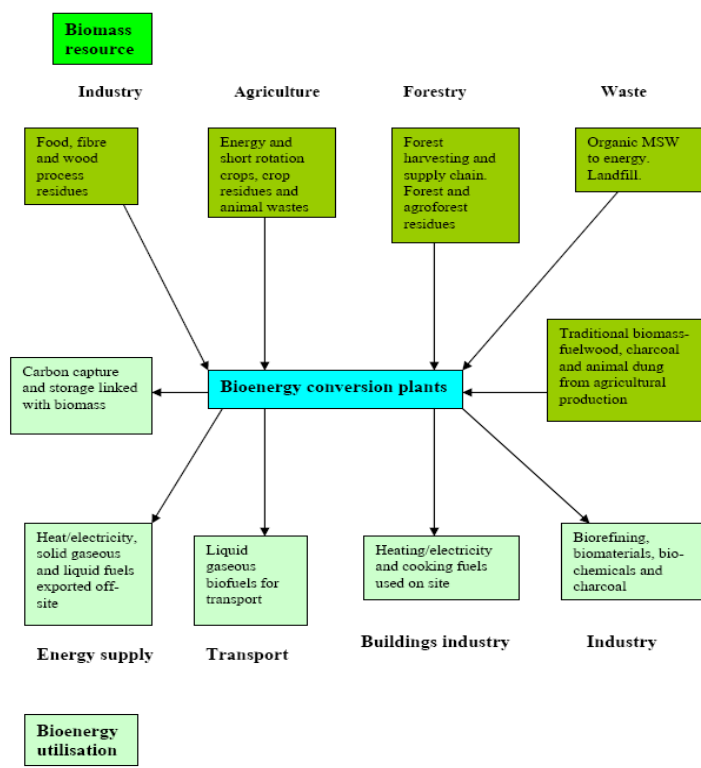 Biomass
resource
Industry
Agriculture
Forestry
Waste
Food, fibre
and wood
process
residues
Energy and
short rotation
crops, crop
residues and
animal wastes
Forest
harvesting and
supply chain.
Forest and
agroforest
residues
Organic MSW
to energy.
Landfill.
Carbon capture
and storage linked
with biomass
Bioenergy conversion plants
Traditional biomass-
fuelwood, charcoal
and animal dung
from agricultural
production
Heat/electricity,
solid gaseous
and liquid fuels
exported off-
site
Liquid
gaseous
biofuels for
transport
Heating/electricity
and cooking fuels
used on site
Biorefining,
biomaterials, bio-
chemicals and
charcoal
Energy supply
Transport
Buildings industry
Industry
Bioenergy
utilisation